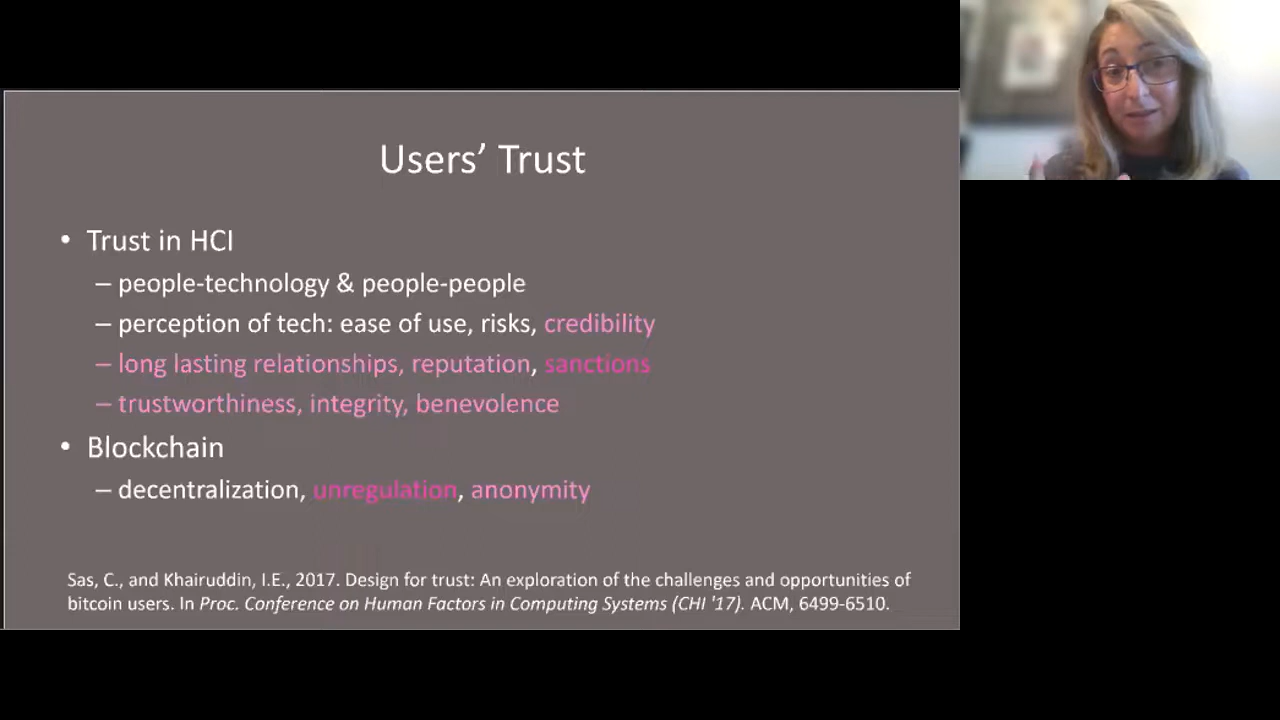 Users’ Trust
• Trust in HCI
– people-technology & people-people
– perception of tech: ease of use, risks, credibility
– long lasting relationships, reputation, sanctions
– trustworthiness, integrity, benevolence
• Blockchain
– decentralization, unregulation, anonymity
Sas, C., and Khairuddin, I.E., 2017. Design for trust: An exploration of the challenges and opportunities of
bitcoin users. In Proc. Conference on Human Factors in Computing Systems (CHI '17). ACM, 6499-6510.